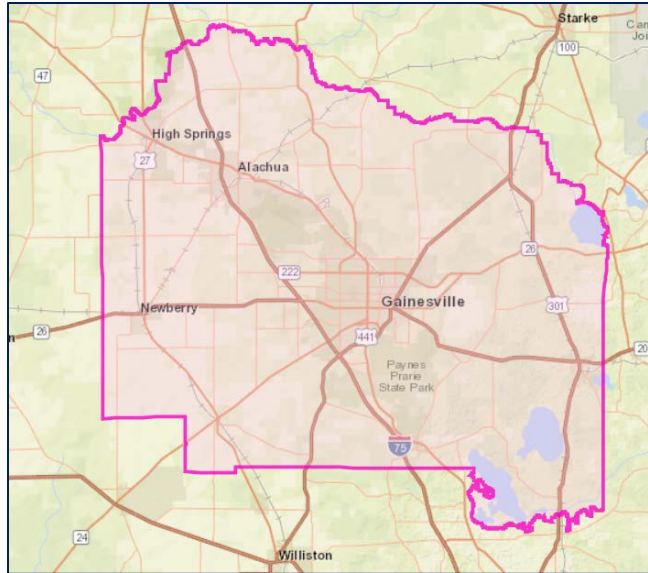 Starke
100
47
High Springs
27
Alachua
26
222
301
Gainesville
Newberry
26
441
20
Paynes
Prarie
State Park
75
24
Williston